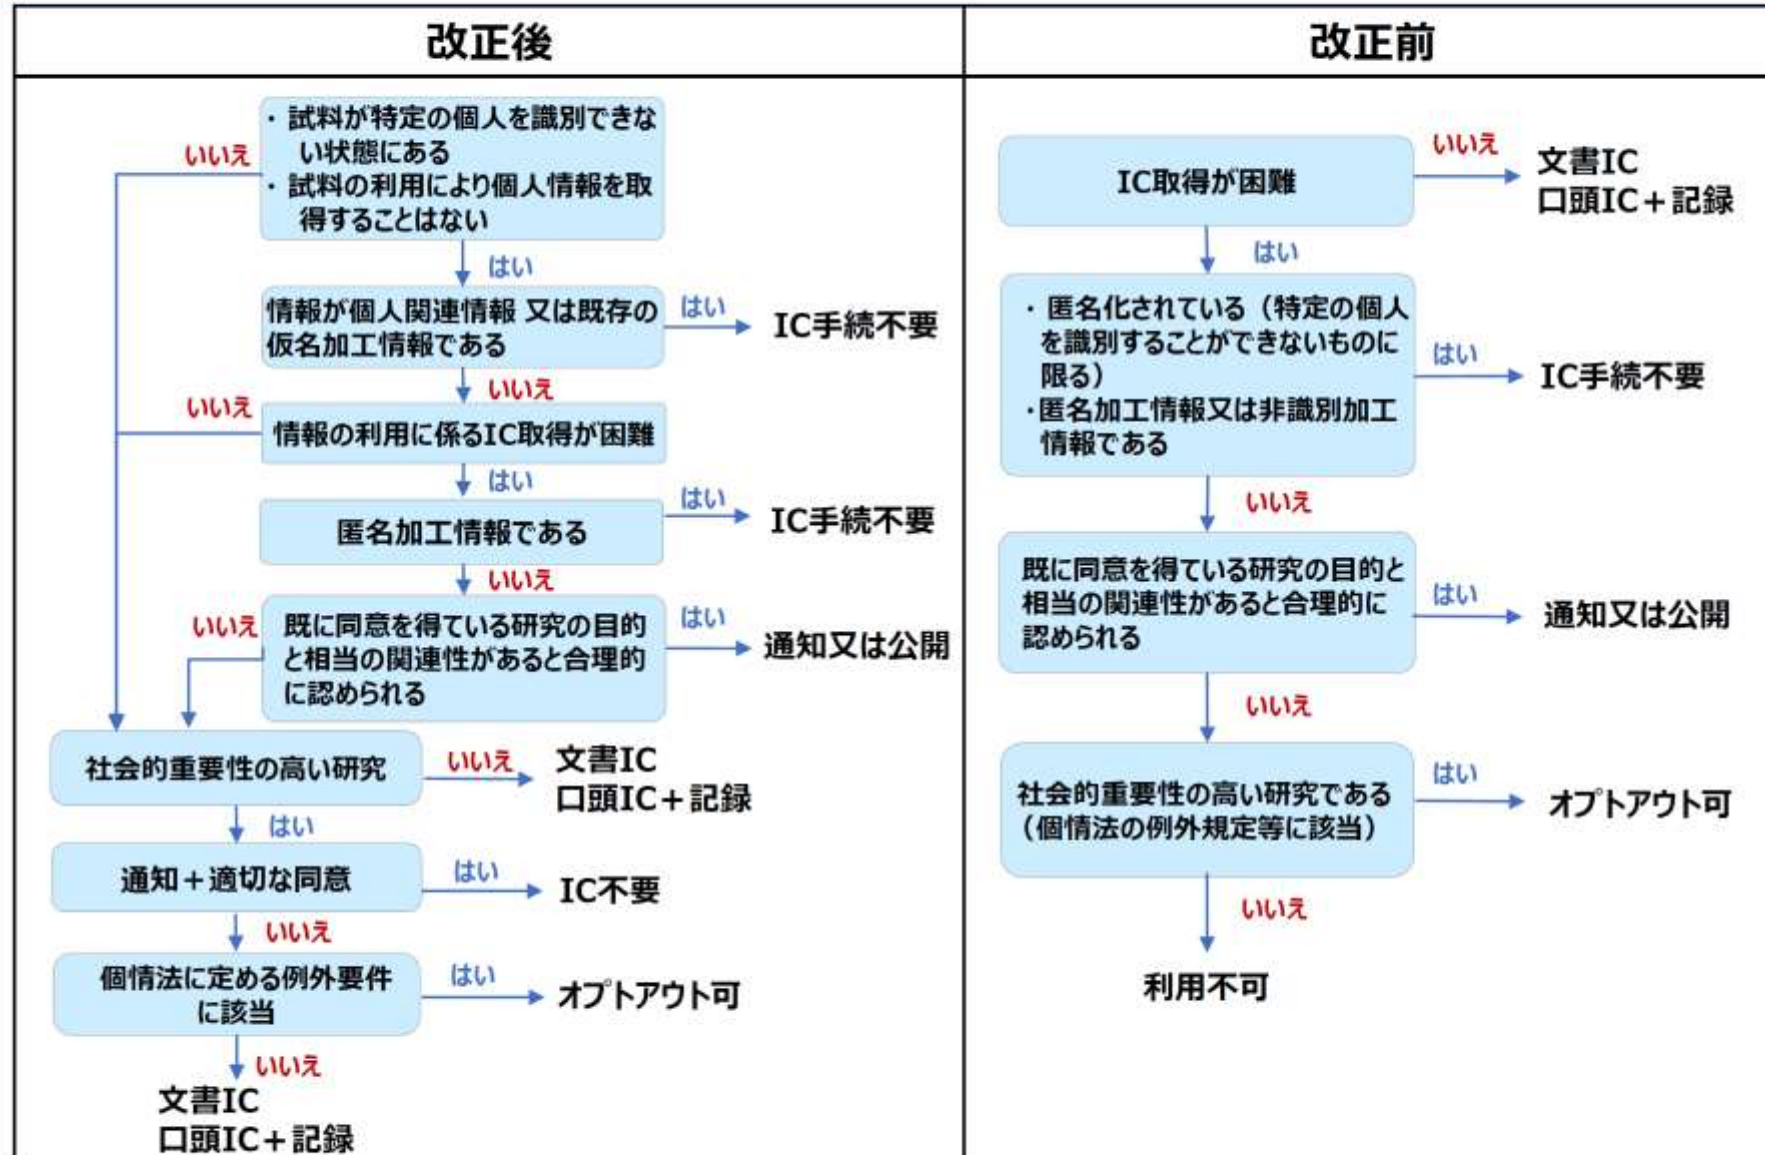 改正後
・ 試料が特定の個人を識別できな
い状態にある
・ 試料の利用により個人情報を取
得することはない
いいえ
はい
情報が個人関連情報 又は既存の
仮名加工情報である
はい
IC手続不要
いいえ
情報の利用に係るIC取得が困難
いいえ
はい
匿名加工情報である
はい
IC手続不要
いいえ
既に同意を得ている研究の目的
と相当の関連性があると合理的
に認められる
いいえ
はい
通知又は公開
社会的重要性の高い研究
いいえ
文書IC
口頭IC+記録
はい
通知+適切な同意
はい
IC不要
いいえ
個情法に定める例外要件
に該当
はい
オプトアウト可
いいえ
文書IC
口頭IC+記録
改正前
IC取得が困難
いいえ
文書IC
口頭IC+記録
はい
・ 匿名化されている(特定の個人
を識別することができないものに
限る)
・匿名加工情報又は非識別加工
情報である
はい
IC手続不要
いいえ
既に同意を得ている研究の目的と
相当の関連性があると合理的に
認められる
はい
通知又は公開
いいえ
社会的重要性の高い研究である
(個情法の例外規定等に該当)
はい
オプトアウト可
いいえ
利用不可